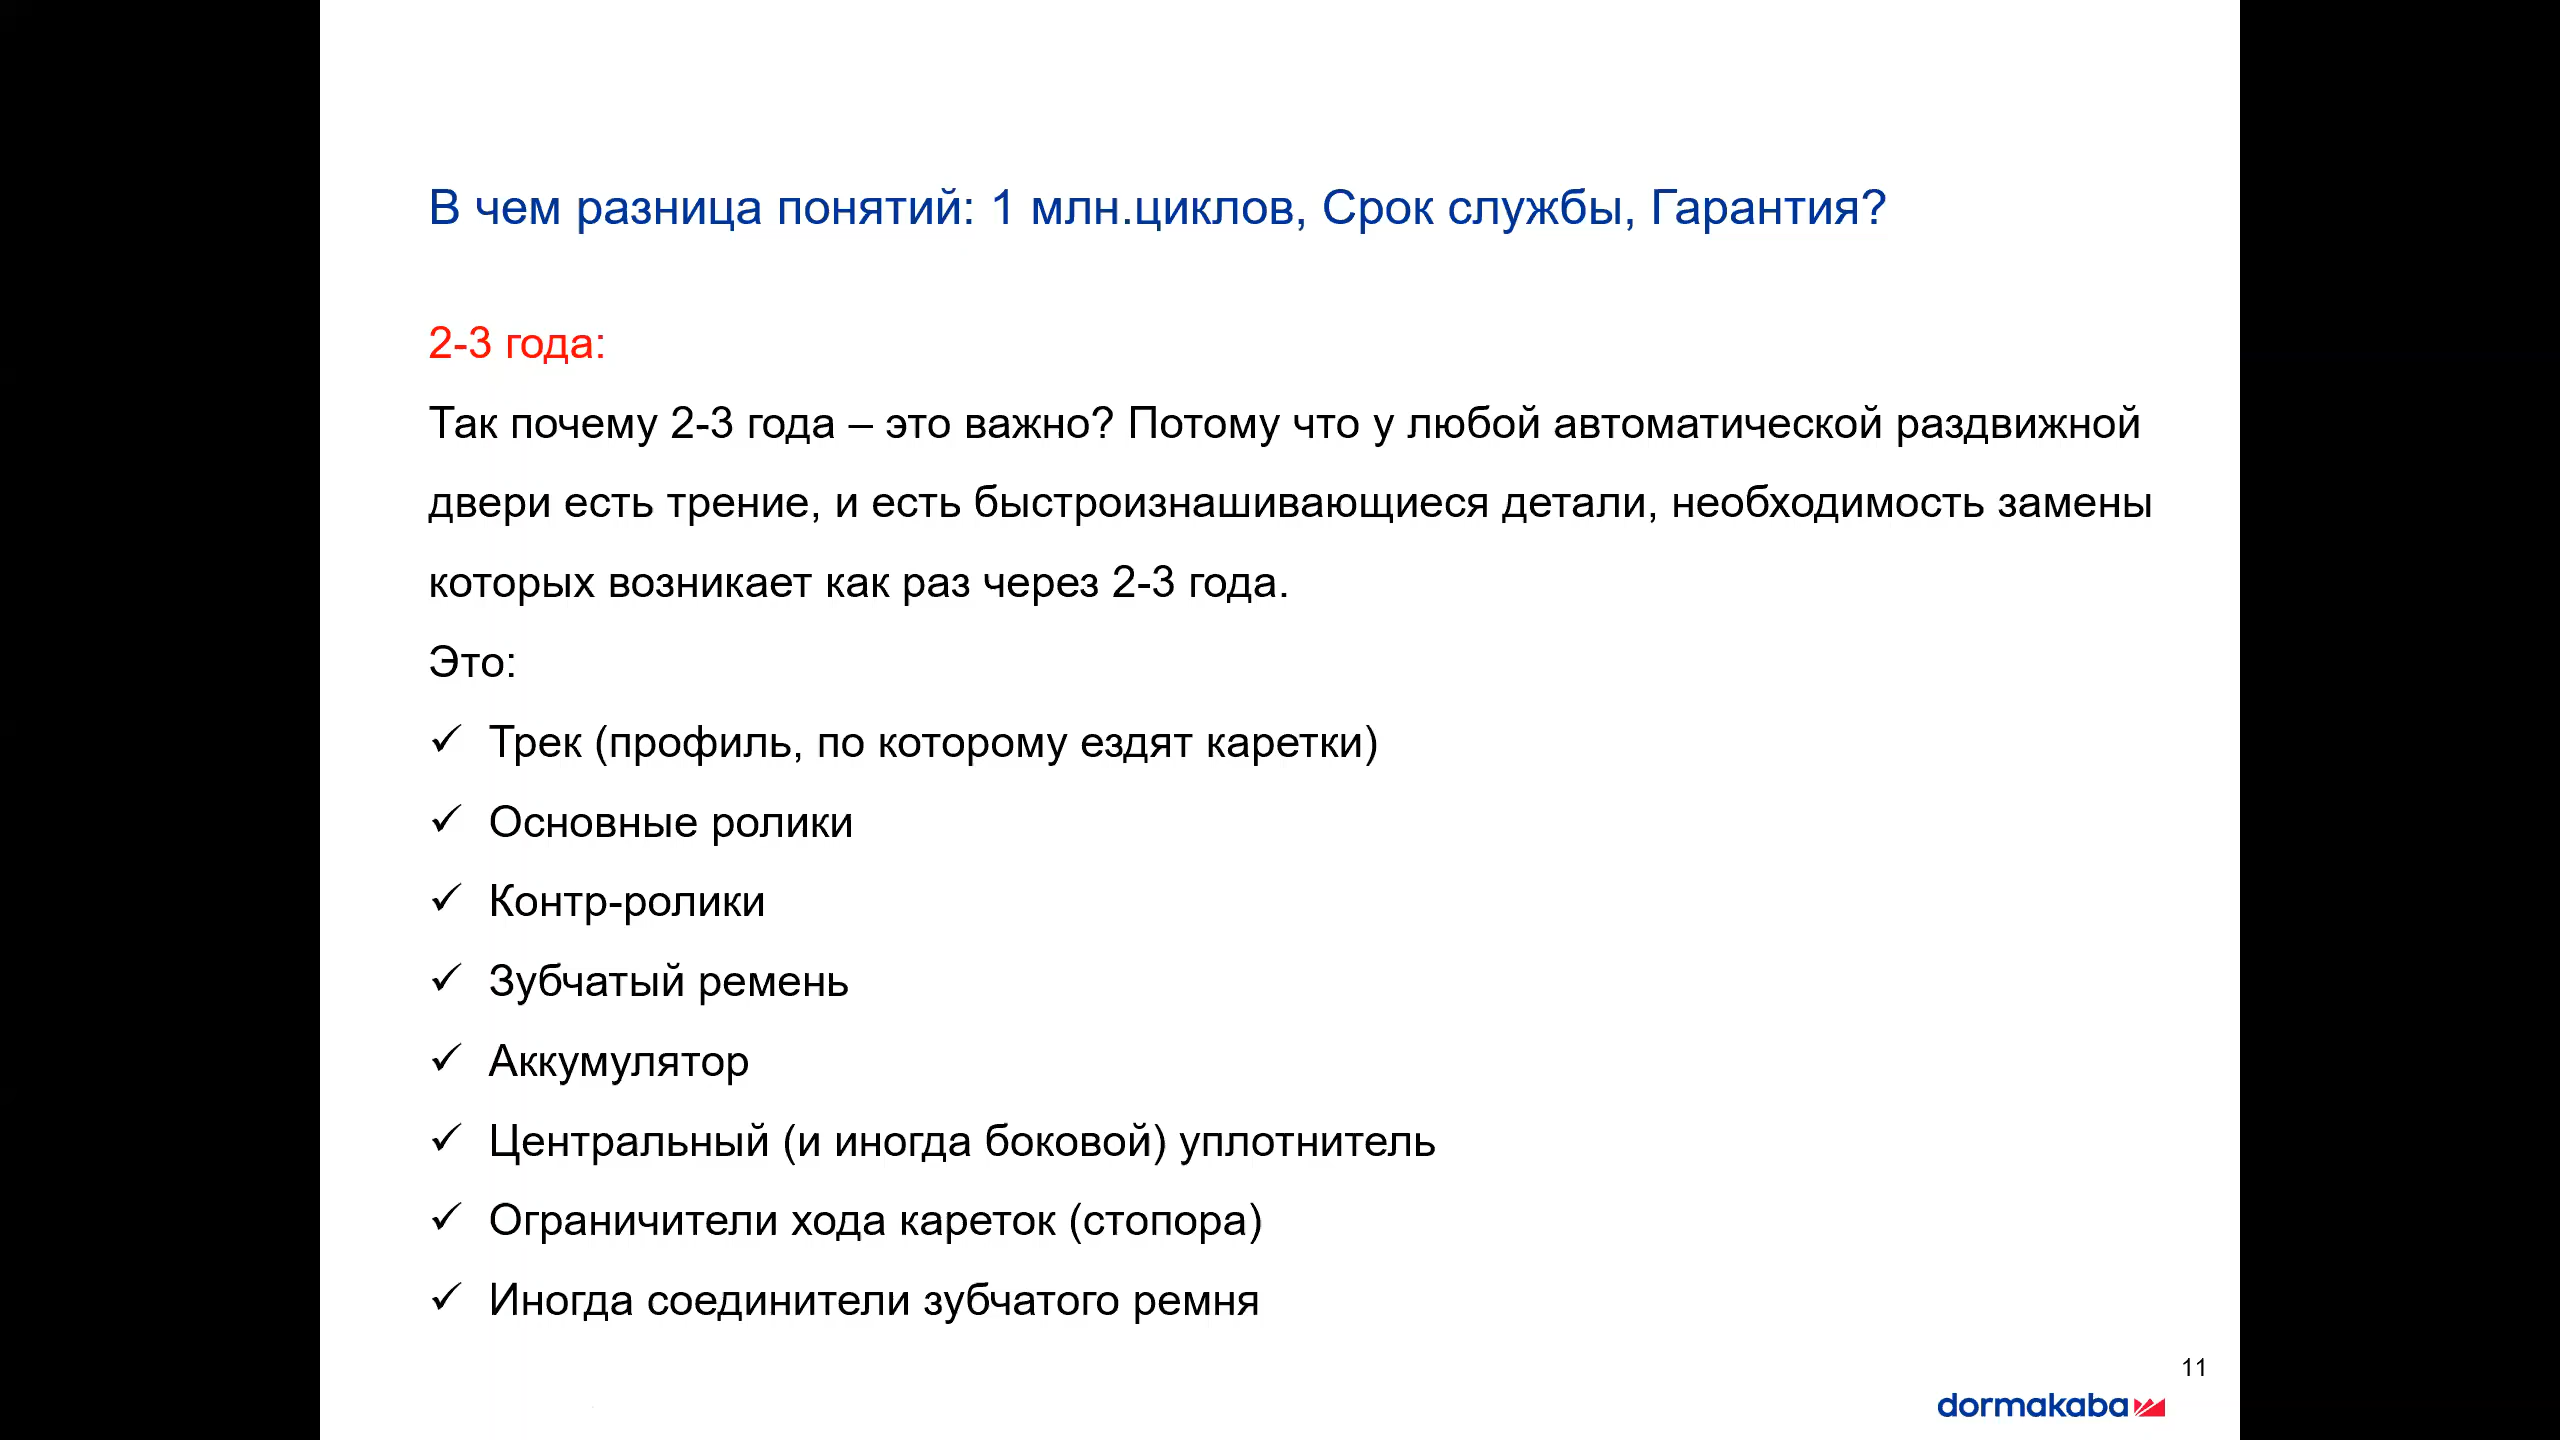 В чем разница понятий: 1 млн.циклов, Срок службы, Гарантия?
2-3 года:
Так почему 2-3 года – это важно? Потому что у любой автоматической раздвижной
двери есть трение, и есть быстроизнашивающиеся детали, необходимость замены
которых возникает как раз через 2-3 года.
Это:
✓ Трек (профиль, по которому ездят каретки)
✓ Основные ролики
✓ Контр-ролики
✓ Зубчатый ремень
✓ Аккумулятор
✓ Центральный (и иногда боковой) уплотнитель
✓ Ограничители хода кареток (стопора)
✓ Иногда соединители зубчатого ремня
11
dormakaba